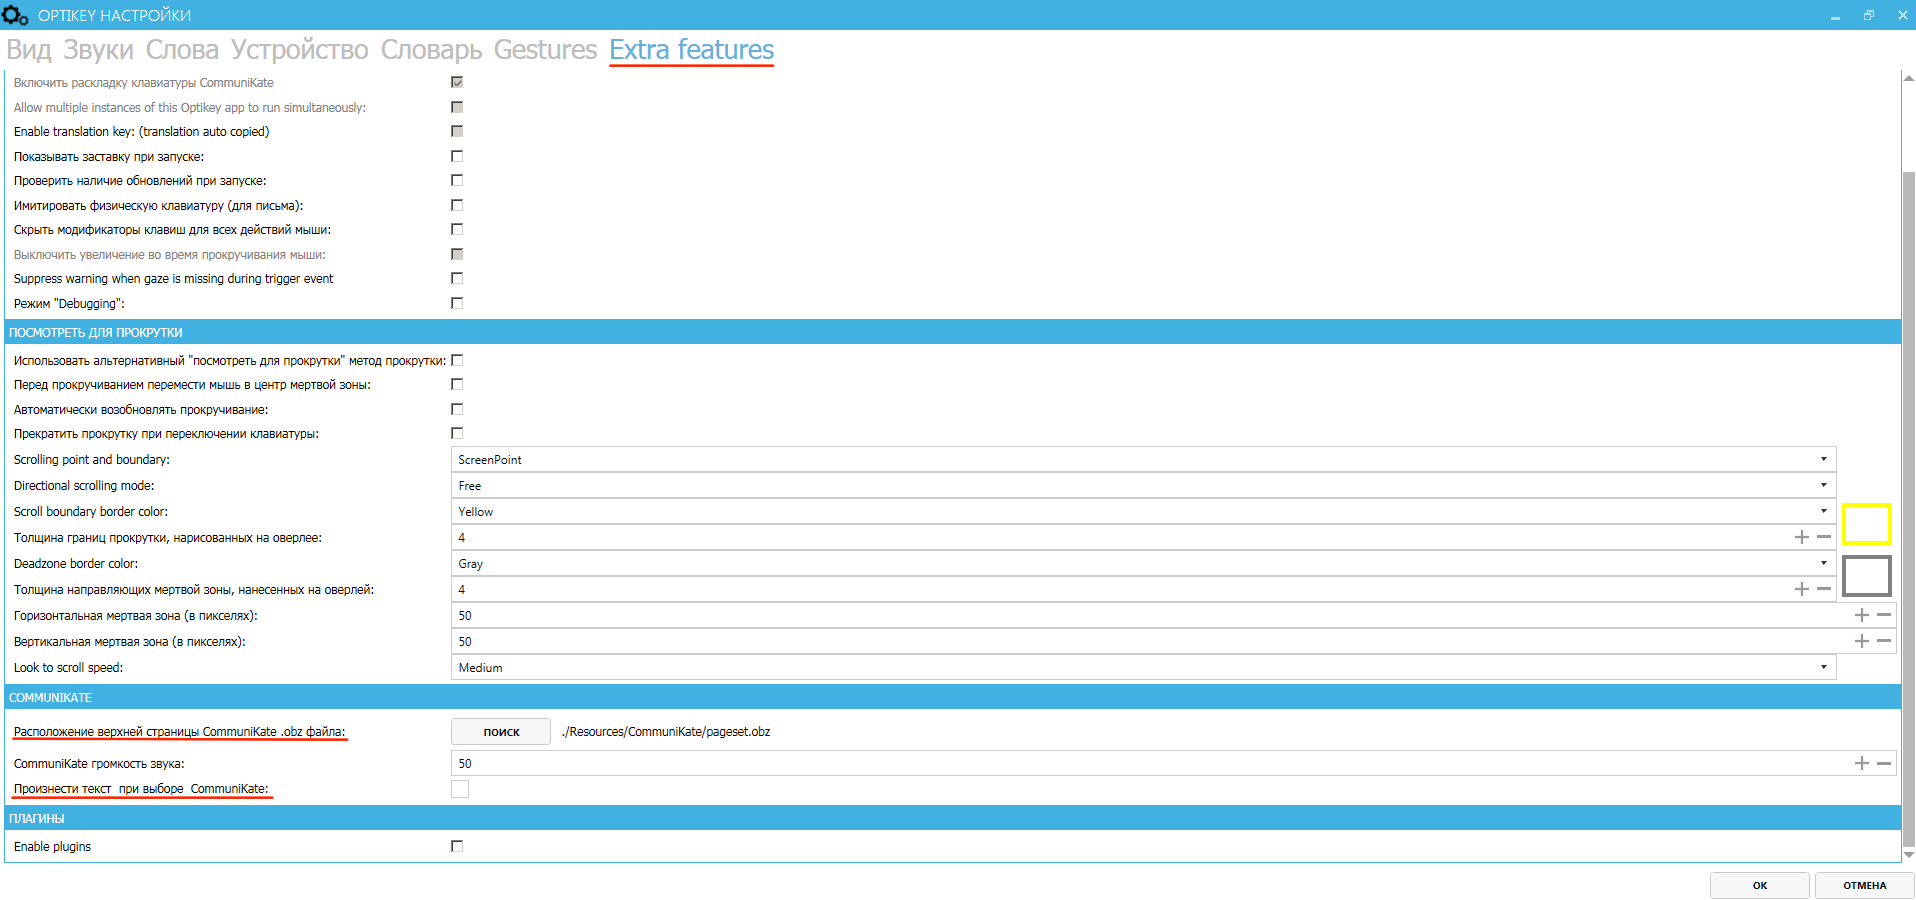 OPTIKEY НАСТРОЙКИ
Вид Звуки Слова Устройство Словарь Gestures Extra features
Включить раскладку клавиатуры CommuniKate
Allow multiple instances of this Optikey app to run simultaneously:
Enable translation key: (translation auto copied)
Показывать заставку при запуске:
Проверить наличие обновлений при запуске:
Имитировать физическую клавиатуру (для письма):
Скрыть модификаторы клавиш для всех действий мыши:
Выключить увеличение во время прокручивания мыши:
Suppress warning when gaze is missing during trigger event
Режим "Debugging":
ПОСМОТРЕТЬ ДЛЯ ПРОКРУТКИ
Использовать альтернативный "посмотреть для прокрутки" метод прокрутки:
Перед прокручиванием перемести мышь в центр мертвой зоны:
Автоматически возобновлять прокручивание:
Прекратить прокрутку при переключении клавиатуры:
Scrolling point and boundary: ScreenPoint
Directional scrolling mode: Free
Scroll boundary border color: Yellow
Толщина границ прокрутки, нарисованных на оверлее: 4
Deadzone border color: Gray
Толщина направляющих мертвой зоны, нанесенных на оверлей: 4
Горизонтальная мертвая зона (в пикселях): 50
Вертикальная мертвая зона (в пикселях): 50
Look to scroll speed: Medium
COMMUNIKATE
Расположение верхней страницы CommuniKate .obz файла: ПОИСК ./Resources/CommuniKate/pageset.obz
CommuniKate громкость звука: 50
Произнести текст при выборе CommuniKate:
ПЛАГИНЫ
Enable plugins
ОК ОТМЕНА